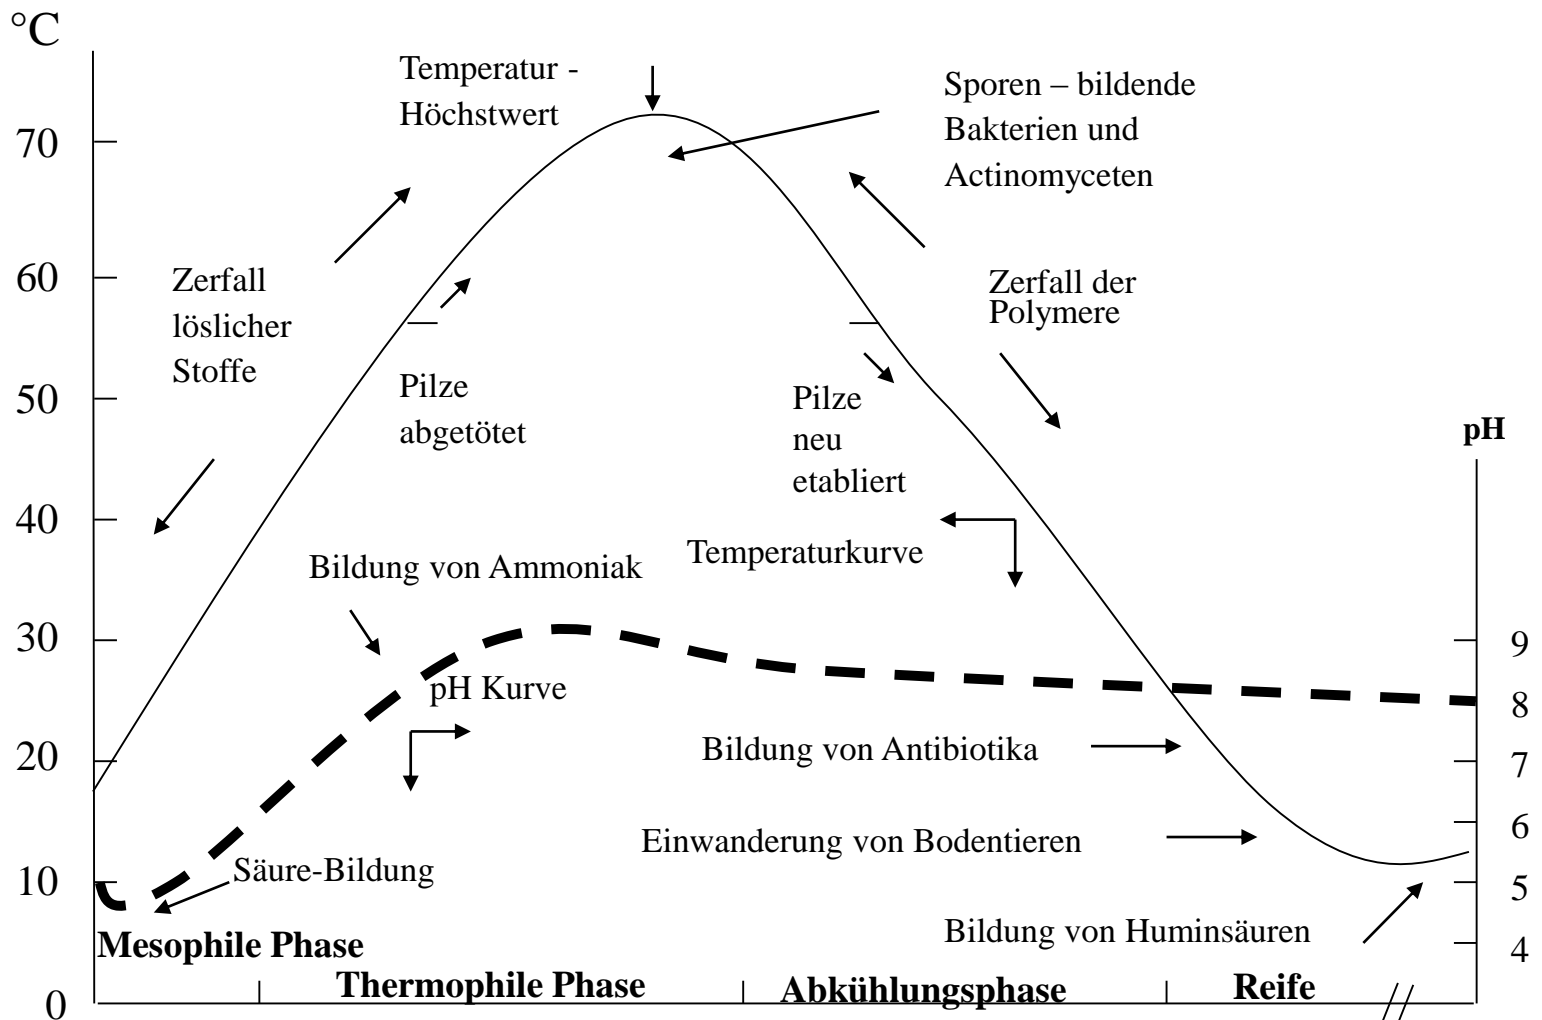 °C
Temperatur -
Höchstwert
Sporen – bildende
Bakterien und
Actinomyceten
70
60
50
40
30
20
10
0
Zerfall
löslicher
Stoffe
Zerfall der
Polymere
Pilze
abgetötet
Pilze
neu
etabliert
pH
Temperaturkurve
Bildung von Ammoniak
pH Kurve
9
8
7
6
5
4
Bildung von Antibiotika
Einwanderung von Bodentieren
Säure-Bildung
Bildung von Huminsäuren
Mesophile Phase
Thermophile Phase
Abkühlungsphase
Reife